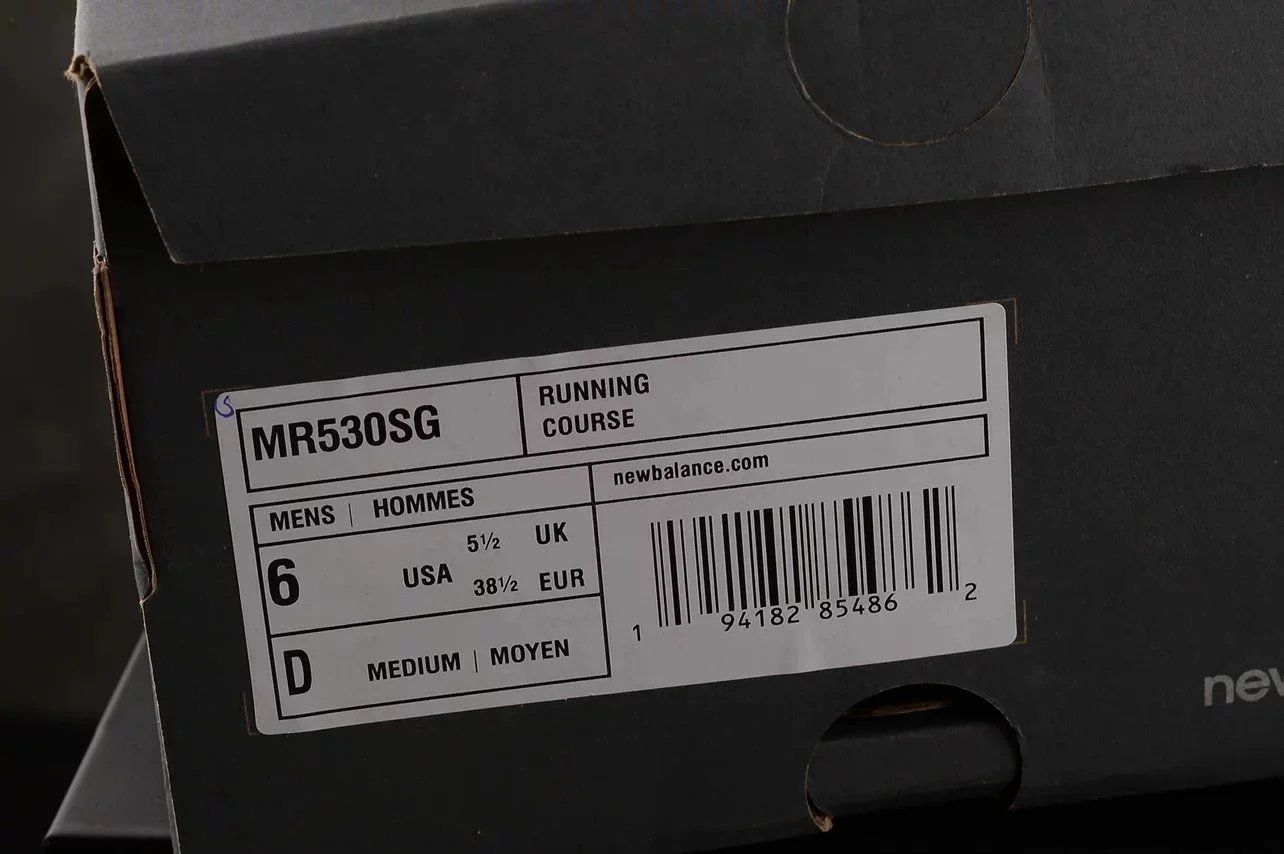 MR530SG
RUNNING
COURSE
newbalance.com
MENS | HOMMES
6 USA 5½ UK
38½ EUR
D MEDIUM | MOYEN
1 94182 85486 2
new